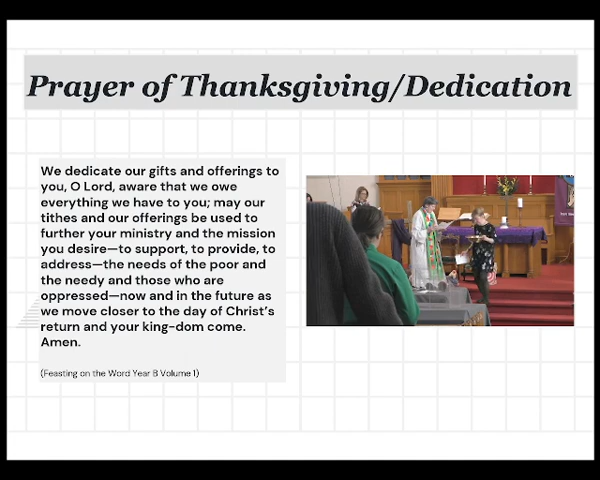 Prayer of Thanksgiving/Dedication
We dedicate our gifts and offerings to
you, O Lord, aware that we owe
everything we have to you; may our
tithes and our offerings be used to
further your ministry and the mission
you desire—to support, to provide, to
address—the needs of the poor and
the needy and those who are
oppressed—now and in the future as
we move closer to the day of Christ's
return and your king-dom come.
Amen.
(Feasting on the Word Year B Volume 1)